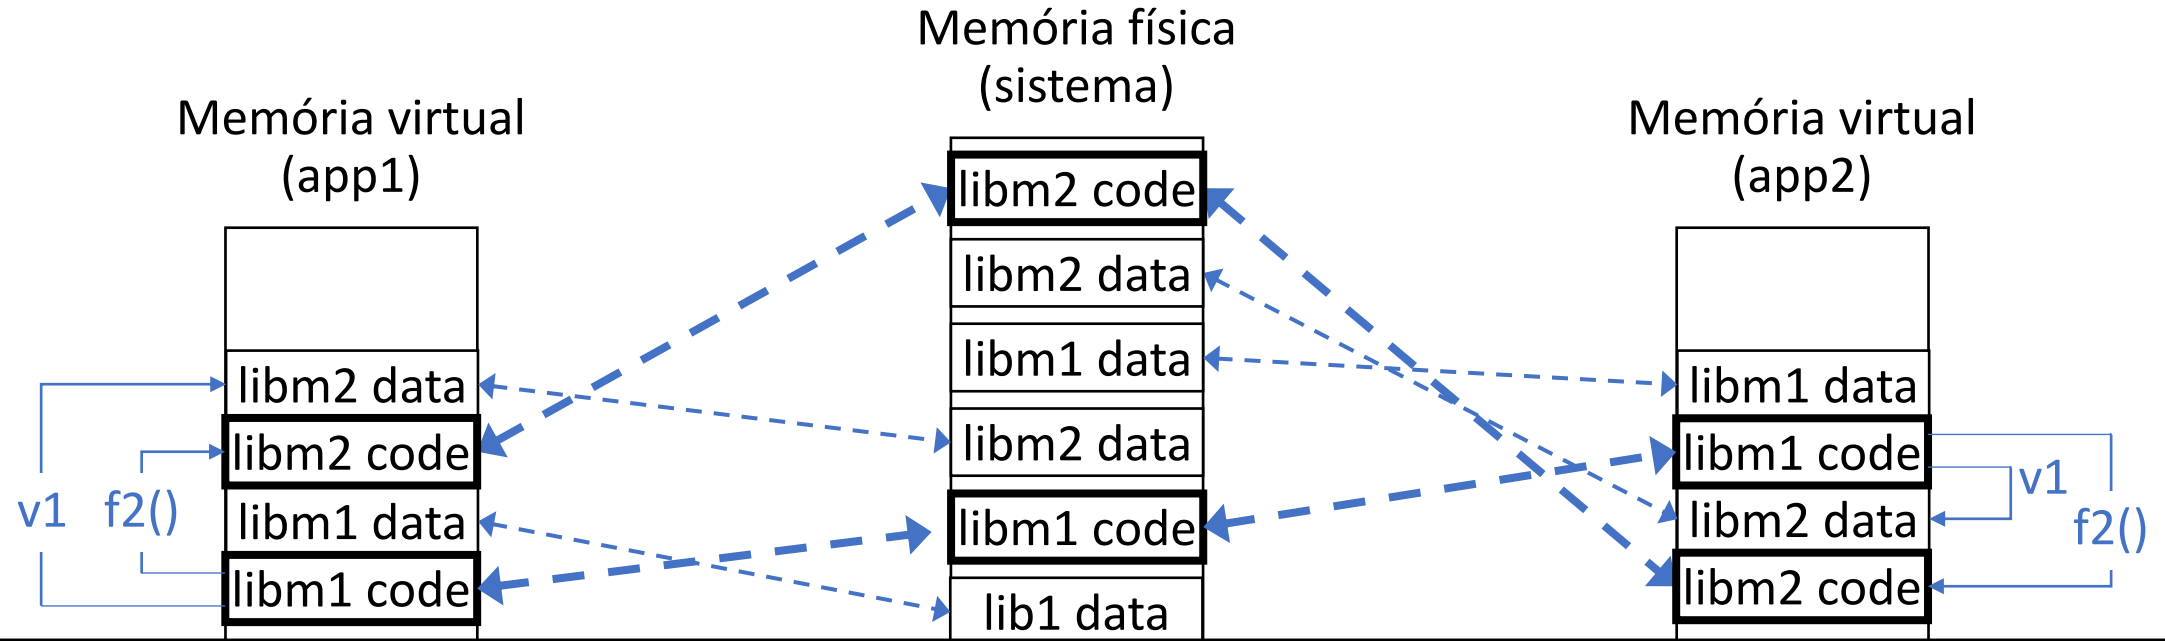 Memória física
(sistema)
Memória virtual
(app1)
Memória virtual
(app2)
libm2 data
libm2 code
libm1 data
libm1 code
v1
f2()
libm2 code
libm2 data
libm1 data
libm2 data
libm1 code
lib1 data
libm1 data
libm1 code
libm2 data
libm2 code
v1
f2()